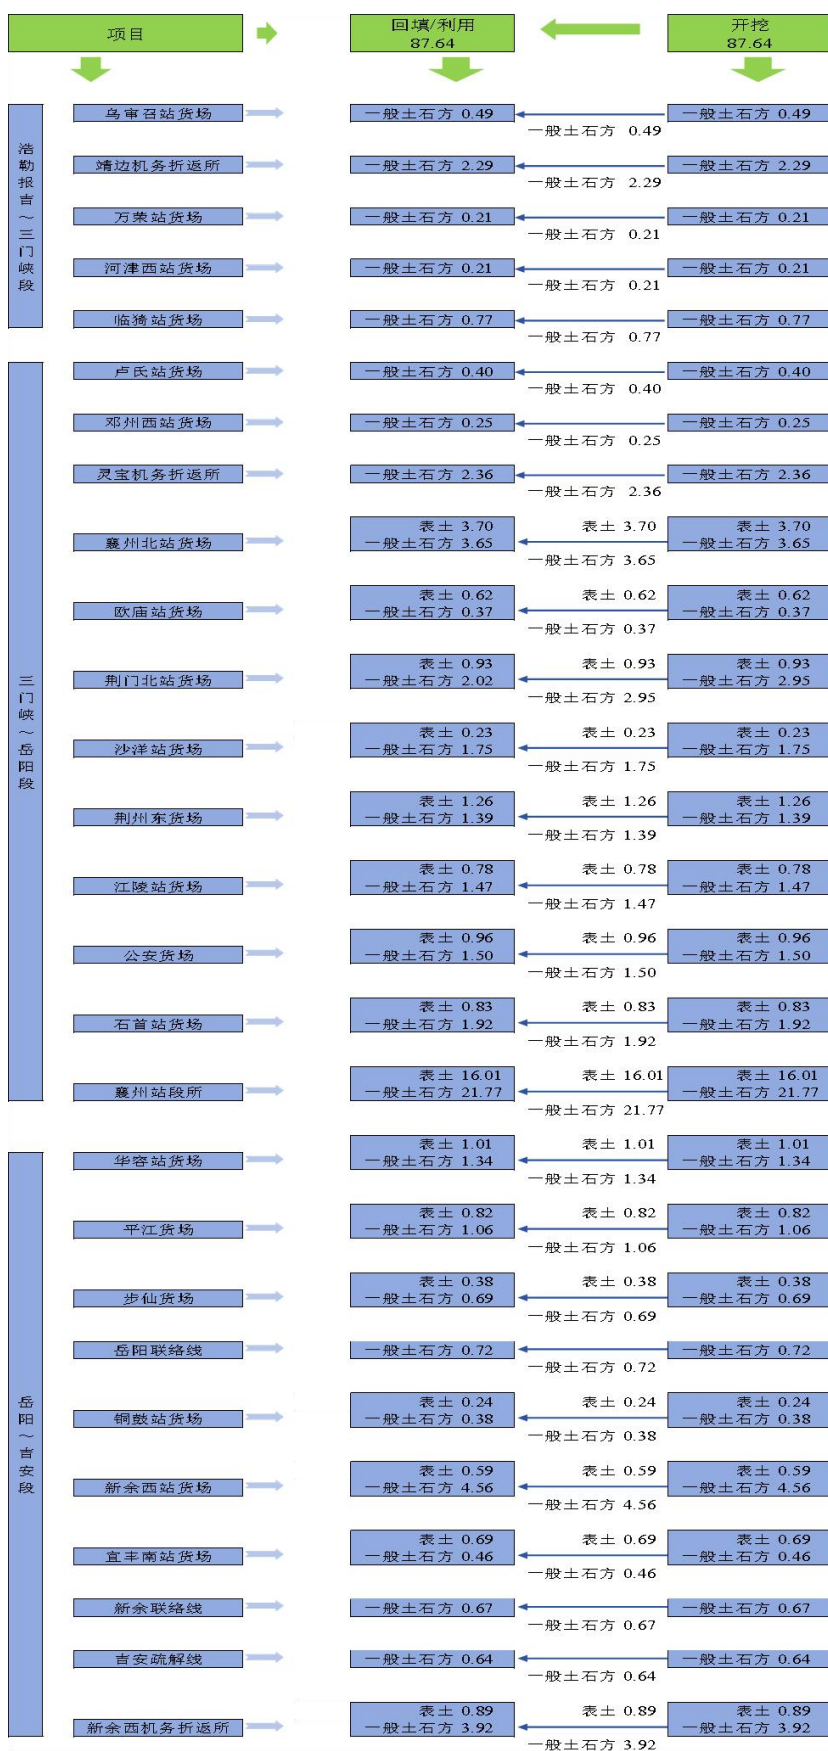 项目
回填/利用
87.64
开挖
87.64
浩勒报吉~三门峡段
乌审召站货场
一般土石方 0.49
一般土石方 0.49
一般土石方 0.49
靖边机务折返所
一般土石方 2.29
一般土石方 2.29
一般土石方 2.29
万荣站货场
一般土石方 0.21
一般土石方 0.21
一般土石方 0.21
河津西站货场
一般土石方 0.21
一般土石方 0.21
一般土石方 0.21
临猗站货场
一般土石方 0.77
一般土石方 0.77
一般土石方 0.77
三门峡~岳阳段
卢氏站货场
一般土石方 0.40
一般土石方 0.40
一般土石方 0.40
邓州西站货场
一般土石方 0.25
一般土石方 0.25
一般土石方 0.25
灵宝机务折返所
一般土石方 2.36
一般土石方 2.36
一般土石方 2.36
襄州北站货场
表土 3.70
一般土石方 3.65
表土 3.70
一般土石方 3.65
表土 3.70
一般土石方 3.65
欧庙站货场
表土 0.62
一般土石方 0.37
表土 0.62
一般土石方 0.37
表土 0.62
一般土石方 0.37
荆门北站货场
表土 0.93
一般土石方 2.02
表土 0.93
一般土石方 2.95
表土 0.93
一般土石方 2.95
沙洋站货场
表土 0.23
一般土石方 1.75
表土 0.23
一般土石方 1.75
表土 0.23
一般土石方 1.75
荆州东货场
表土 1.26
一般土石方 1.39
表土 1.26
一般土石方 1.39
表土 1.26
一般土石方 1.39
江陵站货场
表土 0.78
一般土石方 1.47
表土 0.78
一般土石方 1.47
表土 0.78
一般土石方 1.47
公安货场
表土 0.96
一般土石方 1.50
表土 0.96
一般土石方 1.50
表土 0.96
一般土石方 1.50
石首站货场
表土 0.83
一般土石方 1.92
表土 0.83
一般土石方 1.92
表土 0.83
一般土石方 1.92
襄州站段所
表土 16.01
一般土石方 21.77
表土 16.01
一般土石方 21.77
表土 16.01
一般土石方 21.77
岳阳~吉安段
华容站货场
表土 1.01
一般土石方 1.34
表土 1.01
一般土石方 1.34
表土 1.01
一般土石方 1.34
平江货场
表土 0.82
一般土石方 1.06
表土 0.82
一般土石方 1.06
表土 0.82
一般土石方 1.06
步仙货场
表土 0.38
一般土石方 0.69
表土 0.38
一般土石方 0.69
表土 0.38
一般土石方 0.69
岳阳联络线
一般土石方 0.72
一般土石方 0.72
一般土石方 0.72
铜鼓站货场
表土 0.24
一般土石方 0.38
表土 0.24
一般土石方 0.38
表土 0.24
一般土石方 0.38
新余西站货场
表土 0.59
一般土石方 4.56
表土 0.59
一般土石方 4.56
表土 0.59
一般土石方 4.56
宜丰南站货场
表土 0.69
一般土石方 0.46
表土 0.69
一般土石方 0.46
表土 0.69
一般土石方 0.46
新余联络线
一般土石方 0.67
一般土石方 0.67
一般土石方 0.67
吉安疏解线
一般土石方 0.64
一般土石方 0.64
一般土石方 0.64
新余西机务折返所
表土 0.89
一般土石方 3.92
表土 0.89
一般土石方 3.92
表土 0.89
一般土石方 3.92